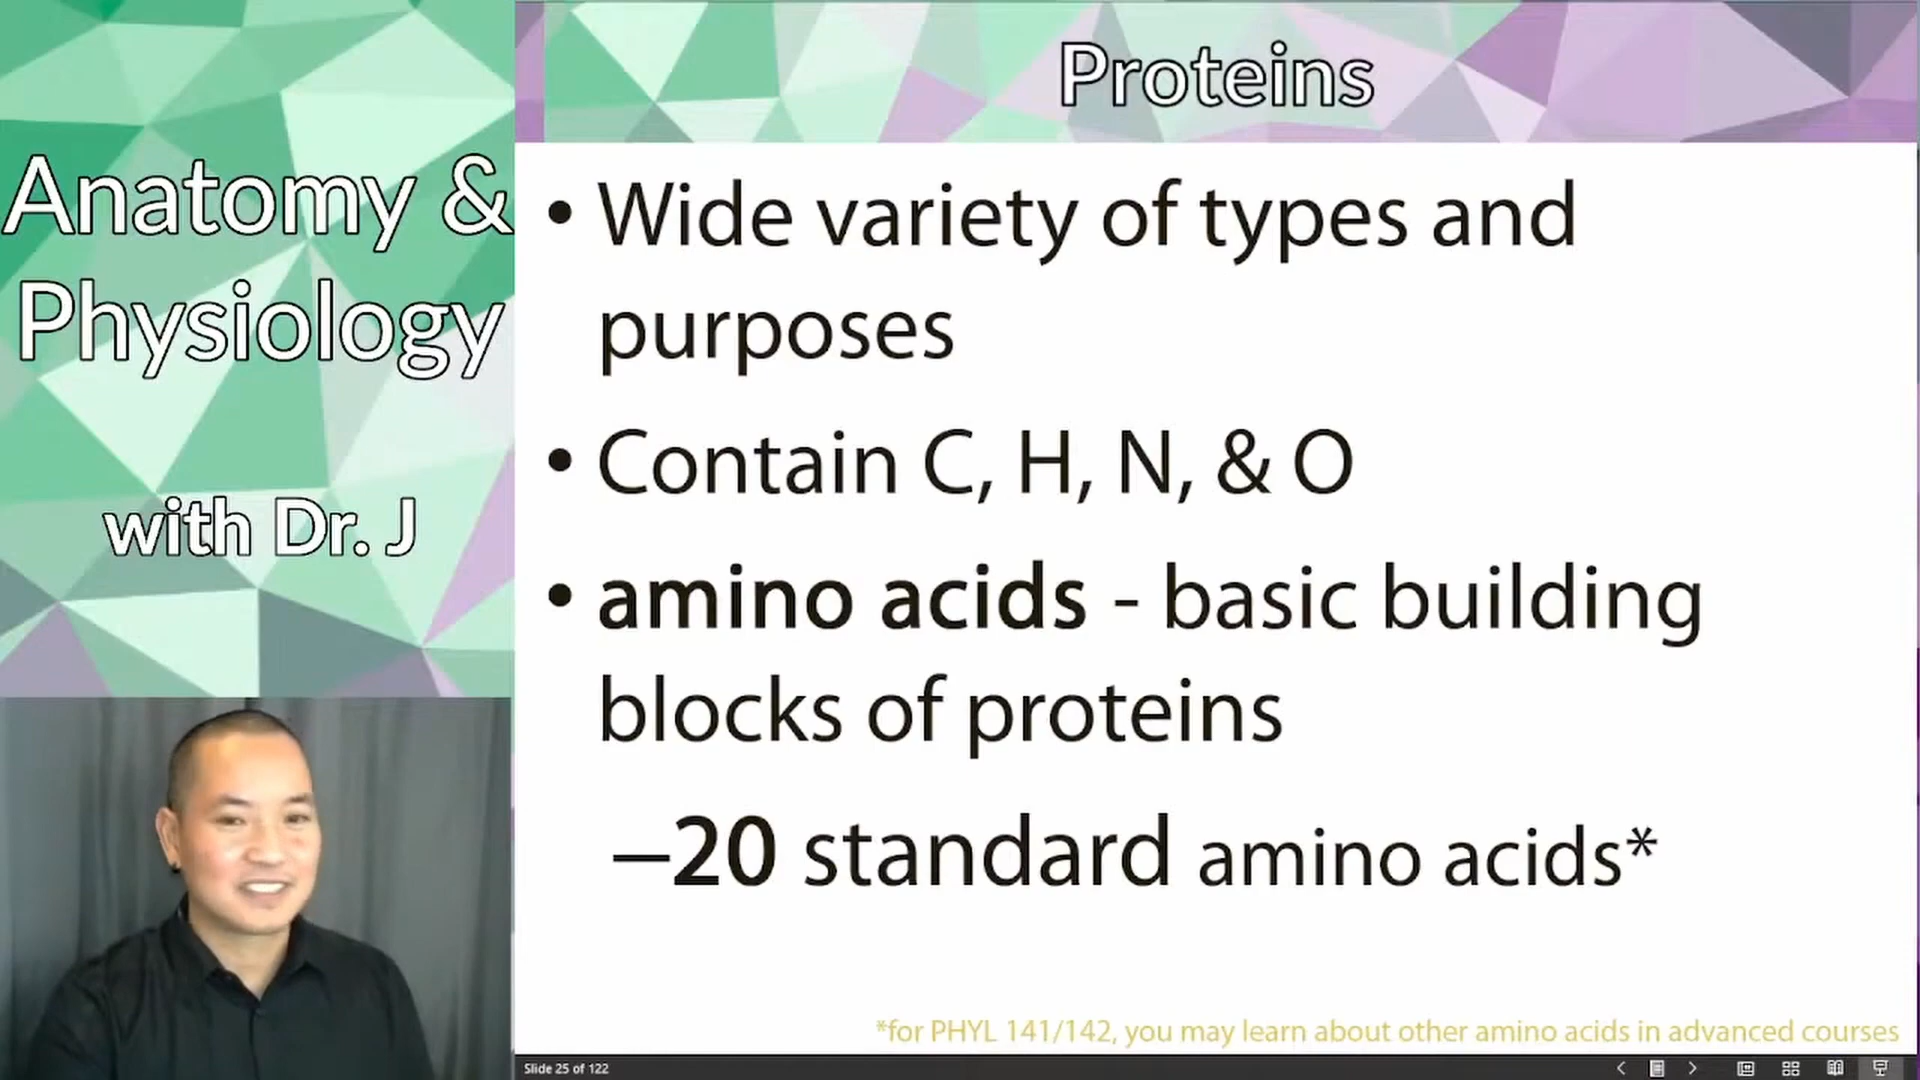 Anatomy &
Physiology
with Dr. J
Proteins
• Wide variety of types and
purposes
• Contain C, H, N, & O
• amino acids - basic building
blocks of proteins
–20 standard amino acids*
*for PHYL 141/142, you may learn about other amino acids in advanced courses
Slide 25 of 122